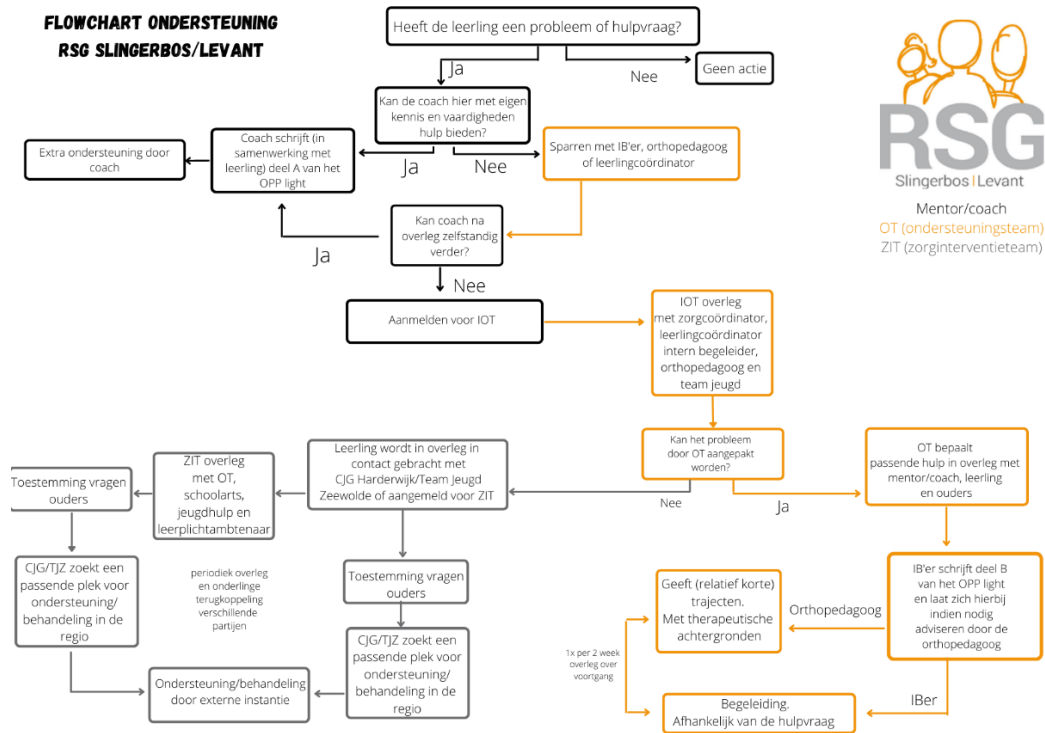 FLOWCHART ONDERSTEUNING
RSG SLINGERBOS/LEVANT
Heeft de leerling een probleem of hulpvraag?
Ja
Nee
Geen actie
Kan de coach hier met eigen
kennis en vaardigheden
hulp bieden?
Ja
Nee
Coach schrijft (in
samenwerking met
leerling) deel A van het
OPP light
Extra ondersteuning door
coach
Sparren met IB'er, orthopedagoog
of leerlingcoördinator
RSG
Slingerbos | Levant
Mentor/coach
OT (ondersteuningsteam)
ZIT (zorginterventieteam)
Kan coach na
overleg zelfstandig
verder?
Ja
Nee
Aanmelden voor IOT
IOT overleg
met zorgcoördinator,
leerlingcoördinator
intern begeleider,
orthopedagoog en
team jeugd
Kan het probleem
door OT aangepakt
worden?
Nee
Ja
OT bepaalt
passende hulp in overleg met
mentor/coach, leerling
en ouders
Leerling wordt in overleg in
contact gebracht met
CJG Harderwijk/Team Jeugd
Zeewolde of aangemeld voor ZIT
ZIT overleg
met OT,
schoolarts,
jeugdhulp en
leerplichtambtenaar
Toestemming vragen
ouders
CJG/TJZ zoekt een
passende plek voor
ondersteuning/
behandeling in de
regio
periodiek overleg
en onderlinge
terugkoppeling
verschillende
partijen
Toestemming vragen
ouders
CJG/TJZ zoekt een
passende plek voor
ondersteuning/
behandeling in de
regio
Ondersteuning/behandeling
door externe instantie
IB'er schrijft deel B
van het OPP light
en laat zich hierbij
indien nodig
adviseren door de
orthopedagoog
Orthopedagoog
Geeft (relatief korte)
trajecten.
Met therapeutische
achtergronden
1x per 2 week
overleg over
voortgang
IBer
Begeleiding.
Afhankelijk van de hulpvraag